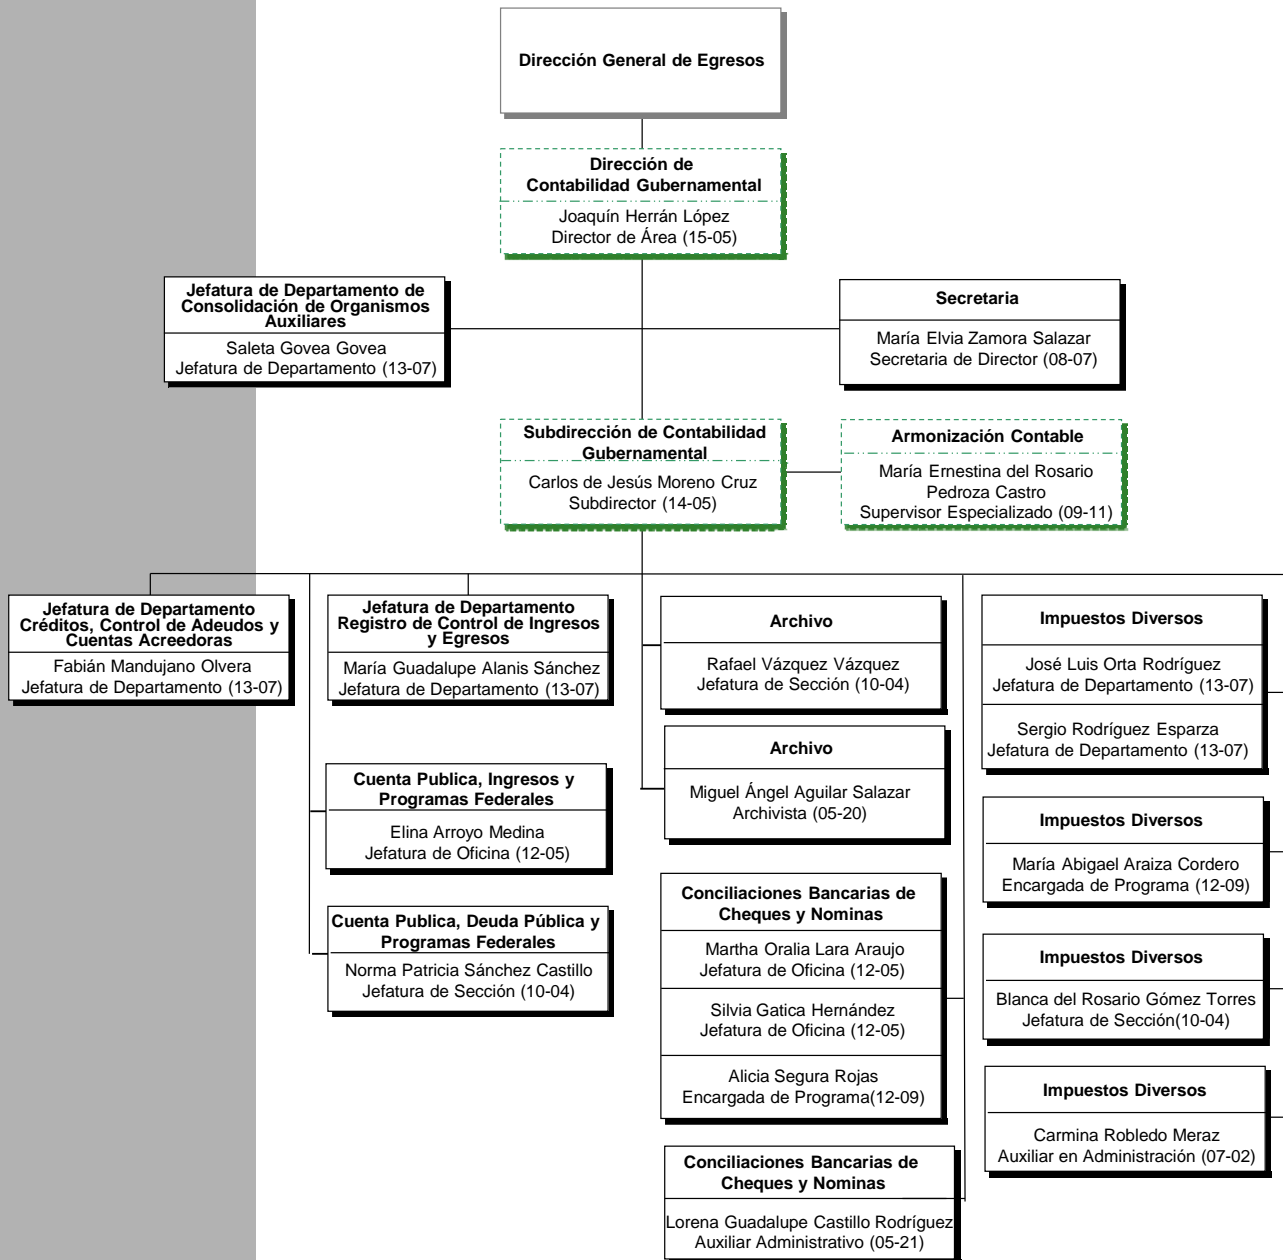 Dirección General de Egresos
Dirección de
Contabilidad Gubernamental
Joaquín Herrán López
Director de Área (15-05)
Jefatura de Departamento de
Consolidación de Organismos
Auxiliares
Saleta Govea Govea
Jefatura de Departamento (13-07)
Secretaria
María Elvia Zamora Salazar
Secretaria de Director (08-07)
Subdirección de Contabilidad
Gubernamental
Carlos de Jesús Moreno Cruz
Subdirector (14-05)
Armonización Contable
María Ernestina del Rosario
Pedroza Castro
Supervisor Especializado (09-11)
Jefatura de Departamento
Créditos, Control de Adeudos y
Cuentas Acreedoras
Fabián Mandujano Olvera
Jefatura de Departamento (13-07)
Jefatura de Departamento
Registro de Control de Ingresos
y Egresos
María Guadalupe Alanis Sánchez
Jefatura de Departamento (13-07)
Cuenta Publica, Ingresos y
Programas Federales
Elina Arroyo Medina
Jefatura de Oficina (12-05)
Cuenta Publica, Deuda Pública y
Programas Federales
Norma Patricia Sánchez Castillo
Jefatura de Sección (10-04)
Archivo
Rafael Vázquez Vázquez
Jefatura de Sección (10-04)
Archivo
Miguel Ángel Aguilar Salazar
Archivista (05-20)
Conciliaciones Bancarias de
Cheques y Nominas
Martha Oralia Lara Araujo
Jefatura de Oficina (12-05)
Silvia Gatica Hernández
Jefatura de Oficina (12-05)
Alicia Segura Rojas
Encargada de Programa(12-09)
Conciliaciones Bancarias de
Cheques y Nominas
Lorena Guadalupe Castillo Rodríguez
Auxiliar Administrativo (05-21)
Impuestos Diversos
José Luis Orta Rodríguez
Jefatura de Departamento (13-07)
Sergio Rodríguez Esparza
Jefatura de Departamento (13-07)
Impuestos Diversos
María Abigael Araiza Cordero
Encargada de Programa (12-09)
Impuestos Diversos
Blanca del Rosario Gómez Torres
Jefatura de Sección(10-04)
Impuestos Diversos
Carmina Robledo Meraz
Auxiliar en Administración (07-02)